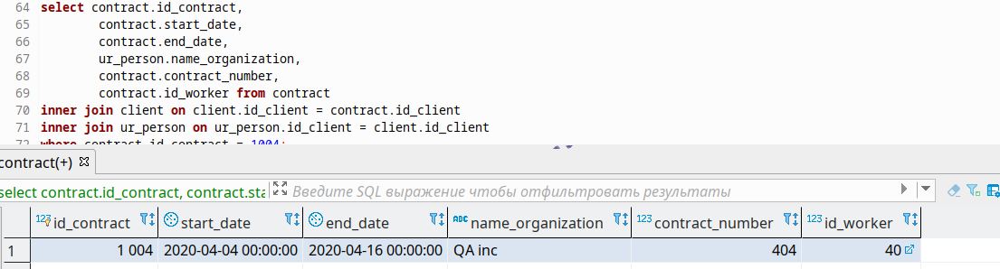 64 select contract.id_contract,
65 contract.start_date,
66 contract.end_date,
67 ur_person.name_organization,
68 contract.contract_number,
69 contract.id_worker from contract
70 inner join client on client.id_client = contract.id_client
71 inner join ur_person on ur_person.id_client = client.id_client
72 where contract.id_contract = 1004;
contract(+)
select contract.id_contract, contract.sta Введите SQL выражение чтобы отфильтровать результаты
123 id_contract start_date end_date ABC name_organization 123 contract_number 123 id_worker
1 1 004 2020-04-04 00:00:00 2020-04-16 00:00:00 QA inc 404 40